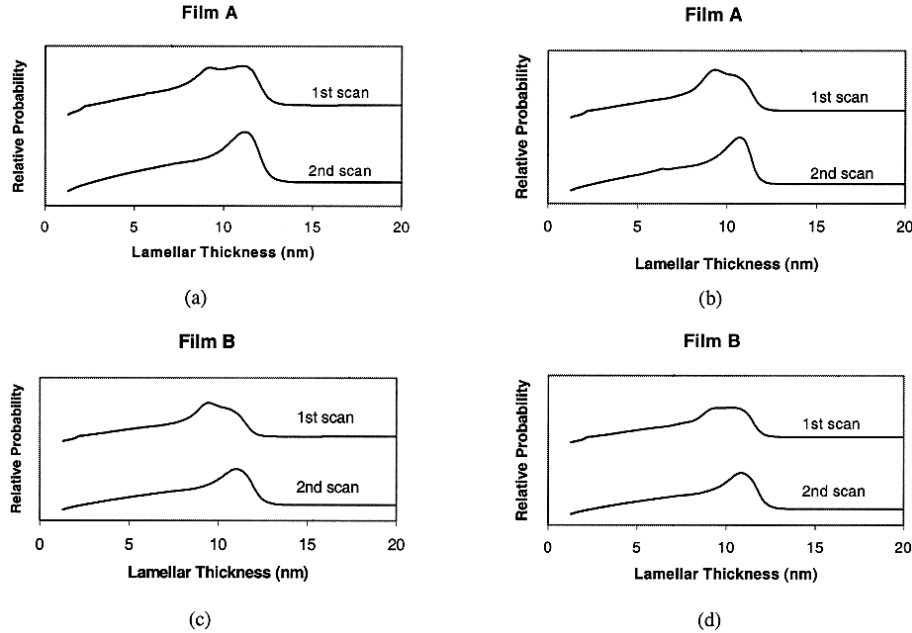 Film A
Relative Probability
1st scan
2nd scan
0 5 10 15 20
Lamellar Thickness (nm)
(a)
Film A
Relative Probability
1st scan
2nd scan
0 5 10 15 20
Lamellar Thickness (nm)
(b)
Film B
Relative Probability
1st scan
2nd scan
0 5 10 15 20
Lamellar Thickness (nm)
(c)
Film B
Relative Probability
1st scan
2nd scan
0 5 10 15 20
Lamellar Thickness (nm)
(d)